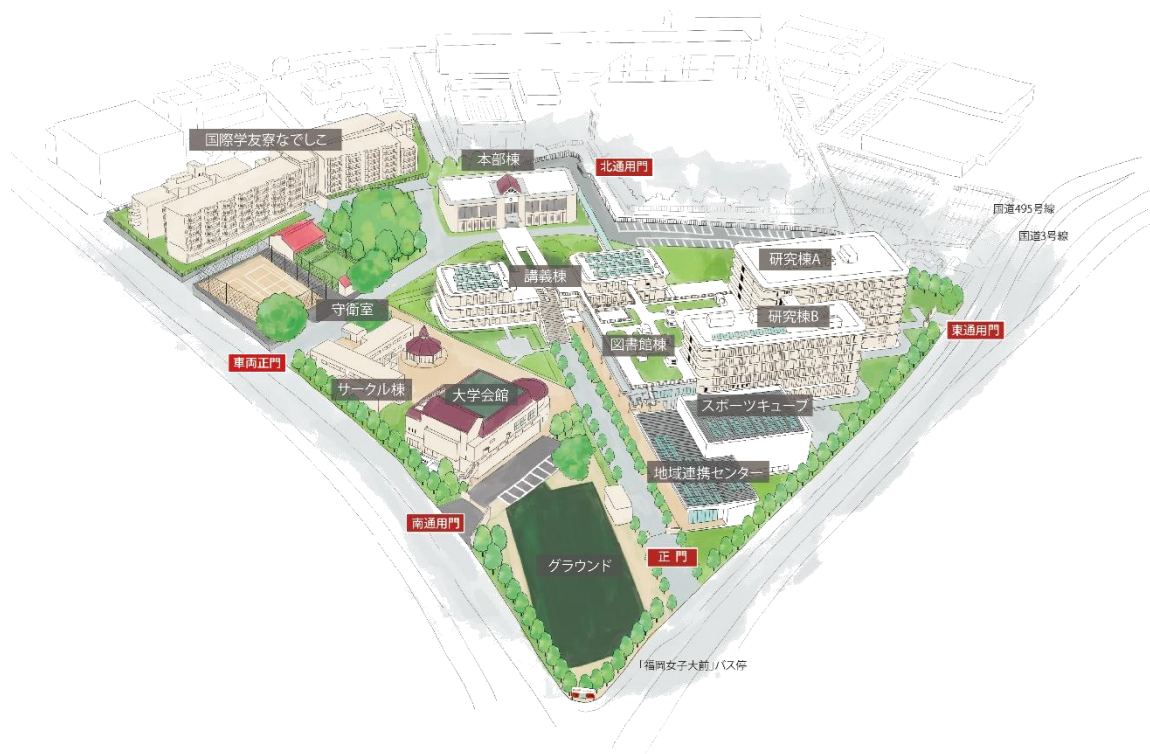 国際学友寮なでしこ
本部棟
北通用門
国道495号線
国道3号線
研究棟A
講義棟
守衛室
研究棟B
東通用門
図書館棟
車両正門
サークル棟
大学会館
スポーツキューブ
地域連携センター
南通用門
正門
グラウンド
「福岡女子大前」バス停